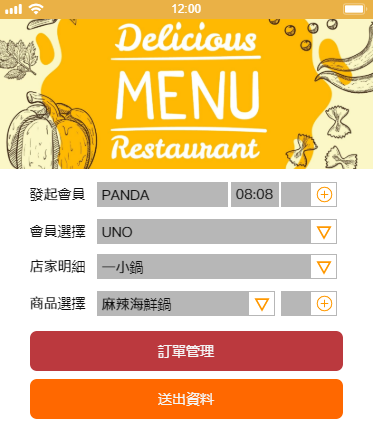 12:00
Delicious
MENU
Restaurant
發起會員 PANDA 08:08
會員選擇 UNO
店家明細 一小鍋
商品選擇 麻辣海鮮鍋
訂單管理
送出資料